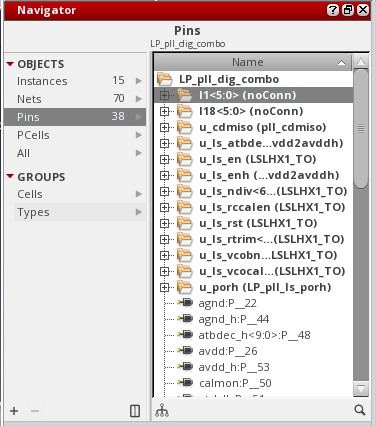 Navigator
Pins
LP_pll_dig_combo
OBJECTS
Instances 15
Nets 70
Pins 38
PCells
All
GROUPS
Cells
Types
Name
LP_pll_dig_combo
I1<5:0> (noConn)
I18<5:0> (noConn)
u_cdmiso (pll_cdmiso)
u_ls_atbde...vdd2avddh)
u_ls_en (LSLHX1_TO)
u_ls_enh (...vdd2avddh)
u_ls_ndiv<6...(LSLHX1_TO)
u_ls_rccalen (LSLHX1_TO)
u_ls_rst (LSLHX1_TO)
u_ls_rtrim<...(LSLHX1_TO)
u_ls_vcobn...(LSLHX1_TO)
u_ls_vcocal...(LSLHX1_TO)
u_porh (LP_pll_ls_porh)
agnd:P__22
agnd_h:P__44
atbdec_h<9:0>:P__48
avdd:P__26
avdd_h:P__53
calmon:P__50